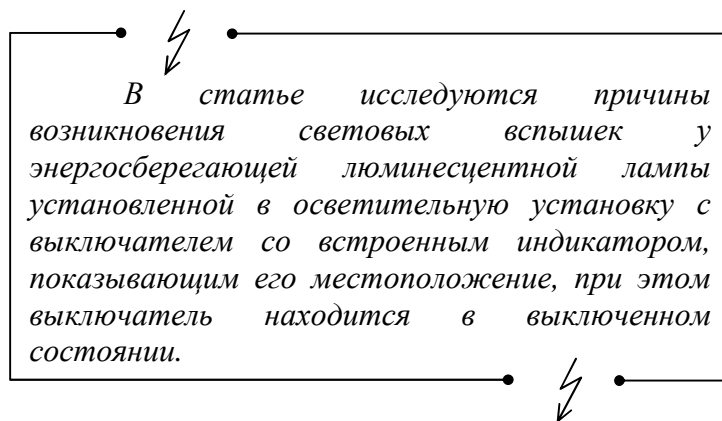 В статье исследуются причины
возникновения световых вспышек у
энергосберегающей люминесцентной лампы
установленной в осветительную установку с
выключателем со встроенным индикатором,
показывающим его местоположение, при этом
выключатель находится в выключенном
состоянии.